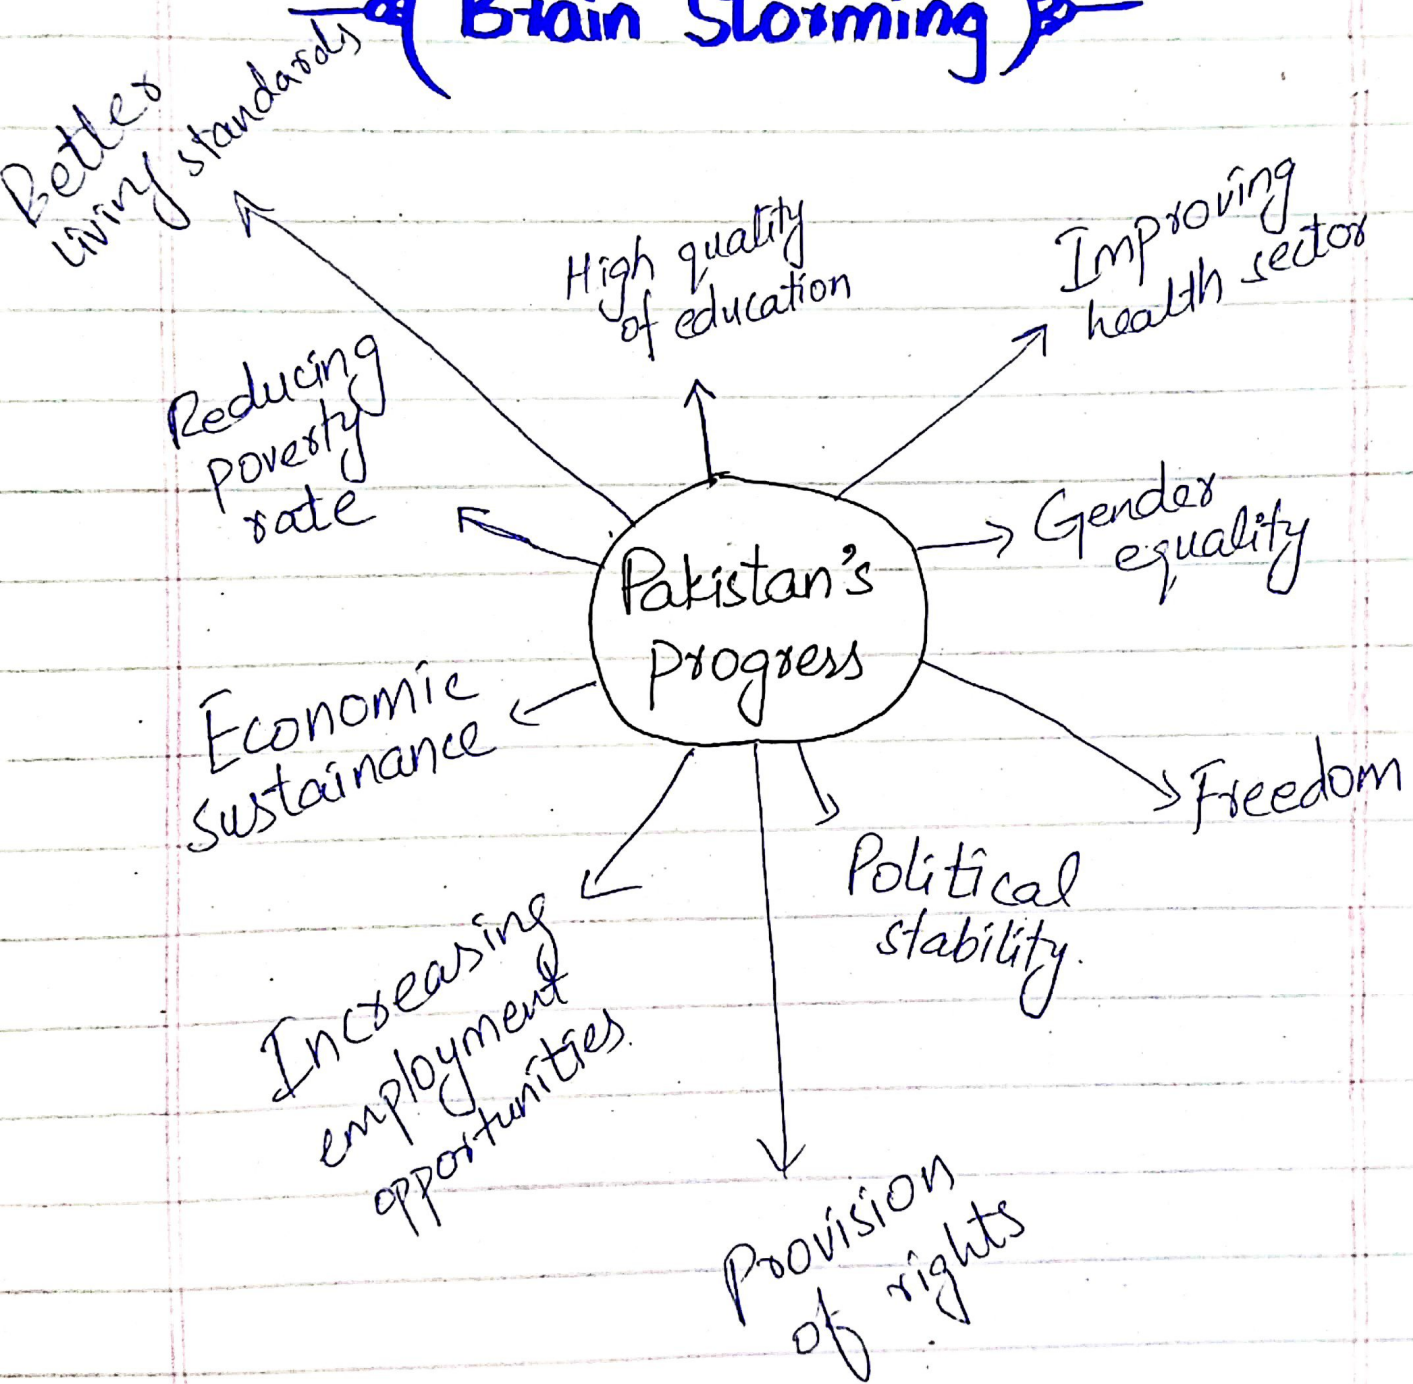 Brain Storming
Better
living standards
High quality
of education
Improving
health sector
Reducing
poverty
rate
Gender
equality
Pakistan's
progress
Economic
sustainance
Freedom
Political
stability.
Increasing
employment
opportunities.
Provision
of rights